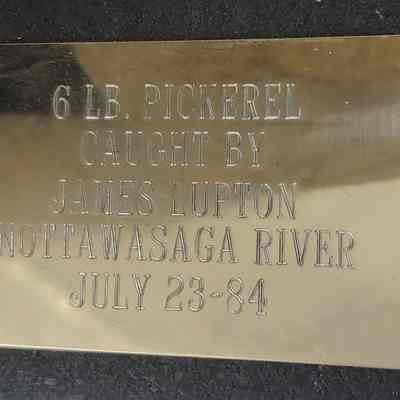 6 LB. PICKEREL
CAUGHT BY
JAMES LUPTON
NOTTAWASAGA RIVER
JULY 23-84